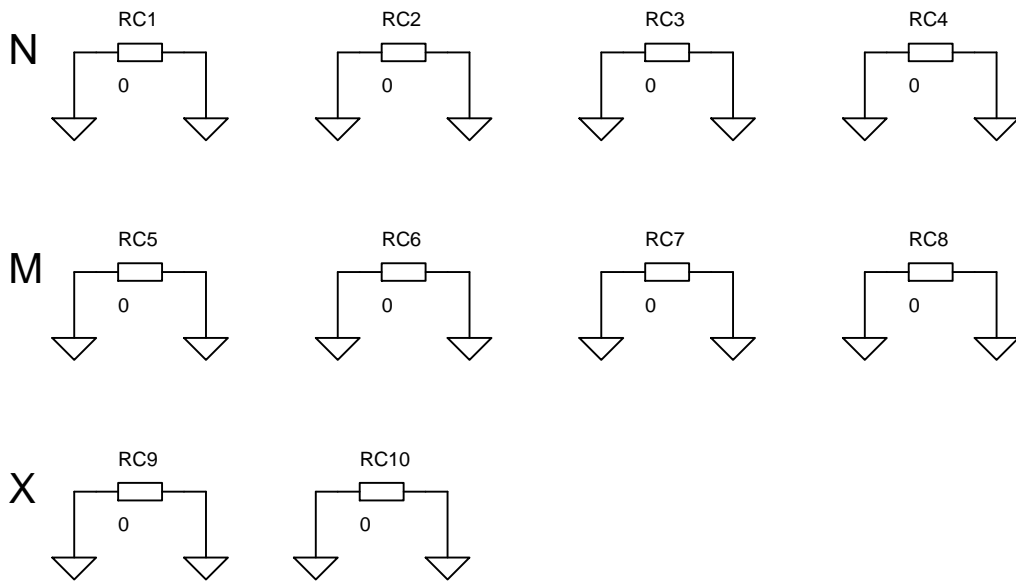 RC1 RC2 RC3 RC4
N
0 0 0 0
RC5 RC6 RC7 RC8
M
0 0 0 0
RC9 RC10
X
0 0